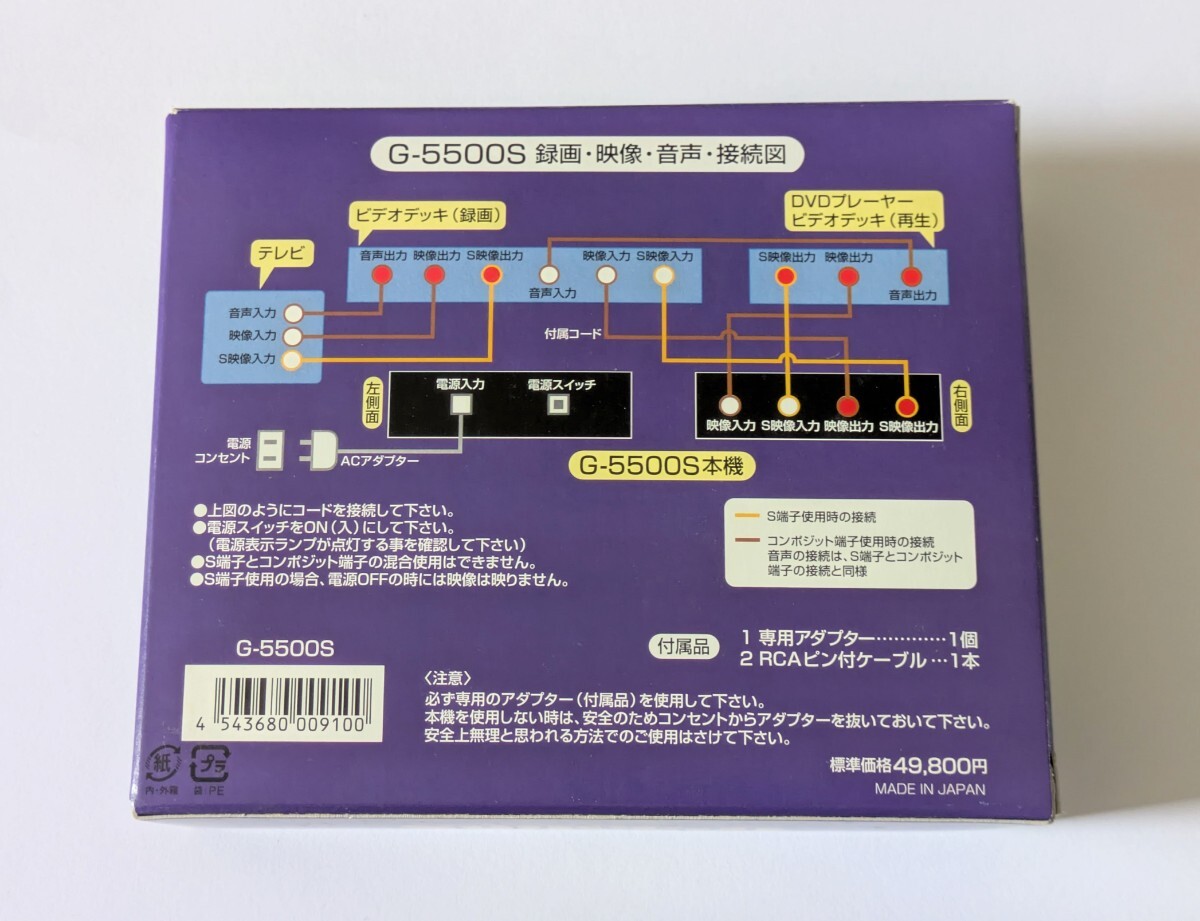 G-5500S 録画・映像・音声・接続図
ビデオデッキ(録画)
DVDプレーヤー
ビデオデッキ(再生)
テレビ
音声出力 映像出力 S映像出力 映像入力 S映像入力
音声入力
S映像出力 映像出力
音声出力
音声入力
映像入力
S映像入力
付属コード
左側面
電源入力 電源スイッチ
右側面
映像入力 S映像入力 映像出力 S映像出力
電源
コンセント
ACアダプター
G-5500S本機
●上図のようにコードを接続して下さい。
●電源スイッチをON(入)にして下さい。
(電源表示ランプが点灯する事を確認して下さい)
●S端子とコンポジット端子の混合使用はできません。
●S端子使用の場合、電源OFFの時には映像は映りません。
S端子使用時の接続
コンポジット端子使用時の接続
音声の接続は、S端子とコンポジット
端子の接続と同様
G-5500S
4 543680 009100
付属品
1 専用アダプター…………1個
2 RCAピン付ケーブル…1本
〈注意〉
必ず専用のアダプター(付属品)を使用して下さい。
本機を使用しない時は、安全のためコンセントからアダプターを抜いておいて下さい。
安全上無理と思われる方法でのご使用はさけて下さい。
紙
内・外箱
プラ
袋:PE
標準価格49,800円
MADE IN JAPAN